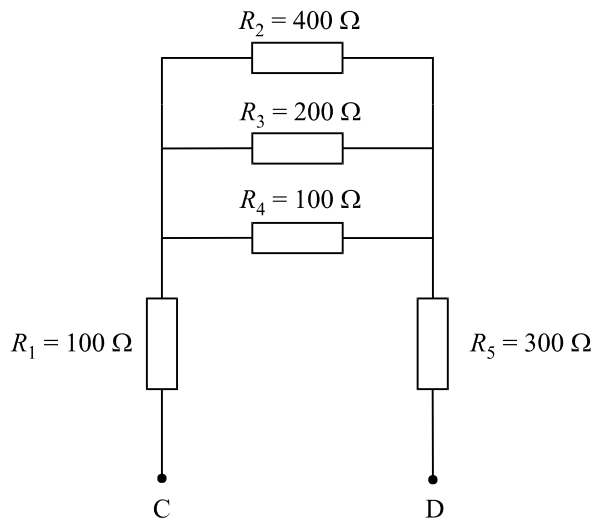 R₂ = 400 Ω
R₃ = 200 Ω
R₄ = 100 Ω
R₁ = 100 Ω
R₅ = 300 Ω
C
D